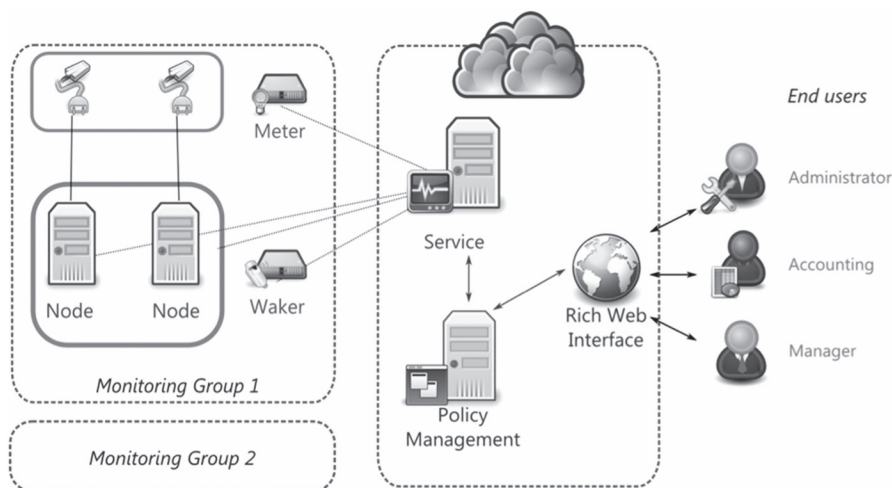 Meter
Node
Node
Waker
Monitoring Group 1
Monitoring Group 2
Service
Policy
Management
Rich Web
Interface
End users
Administrator
Accounting
Manager